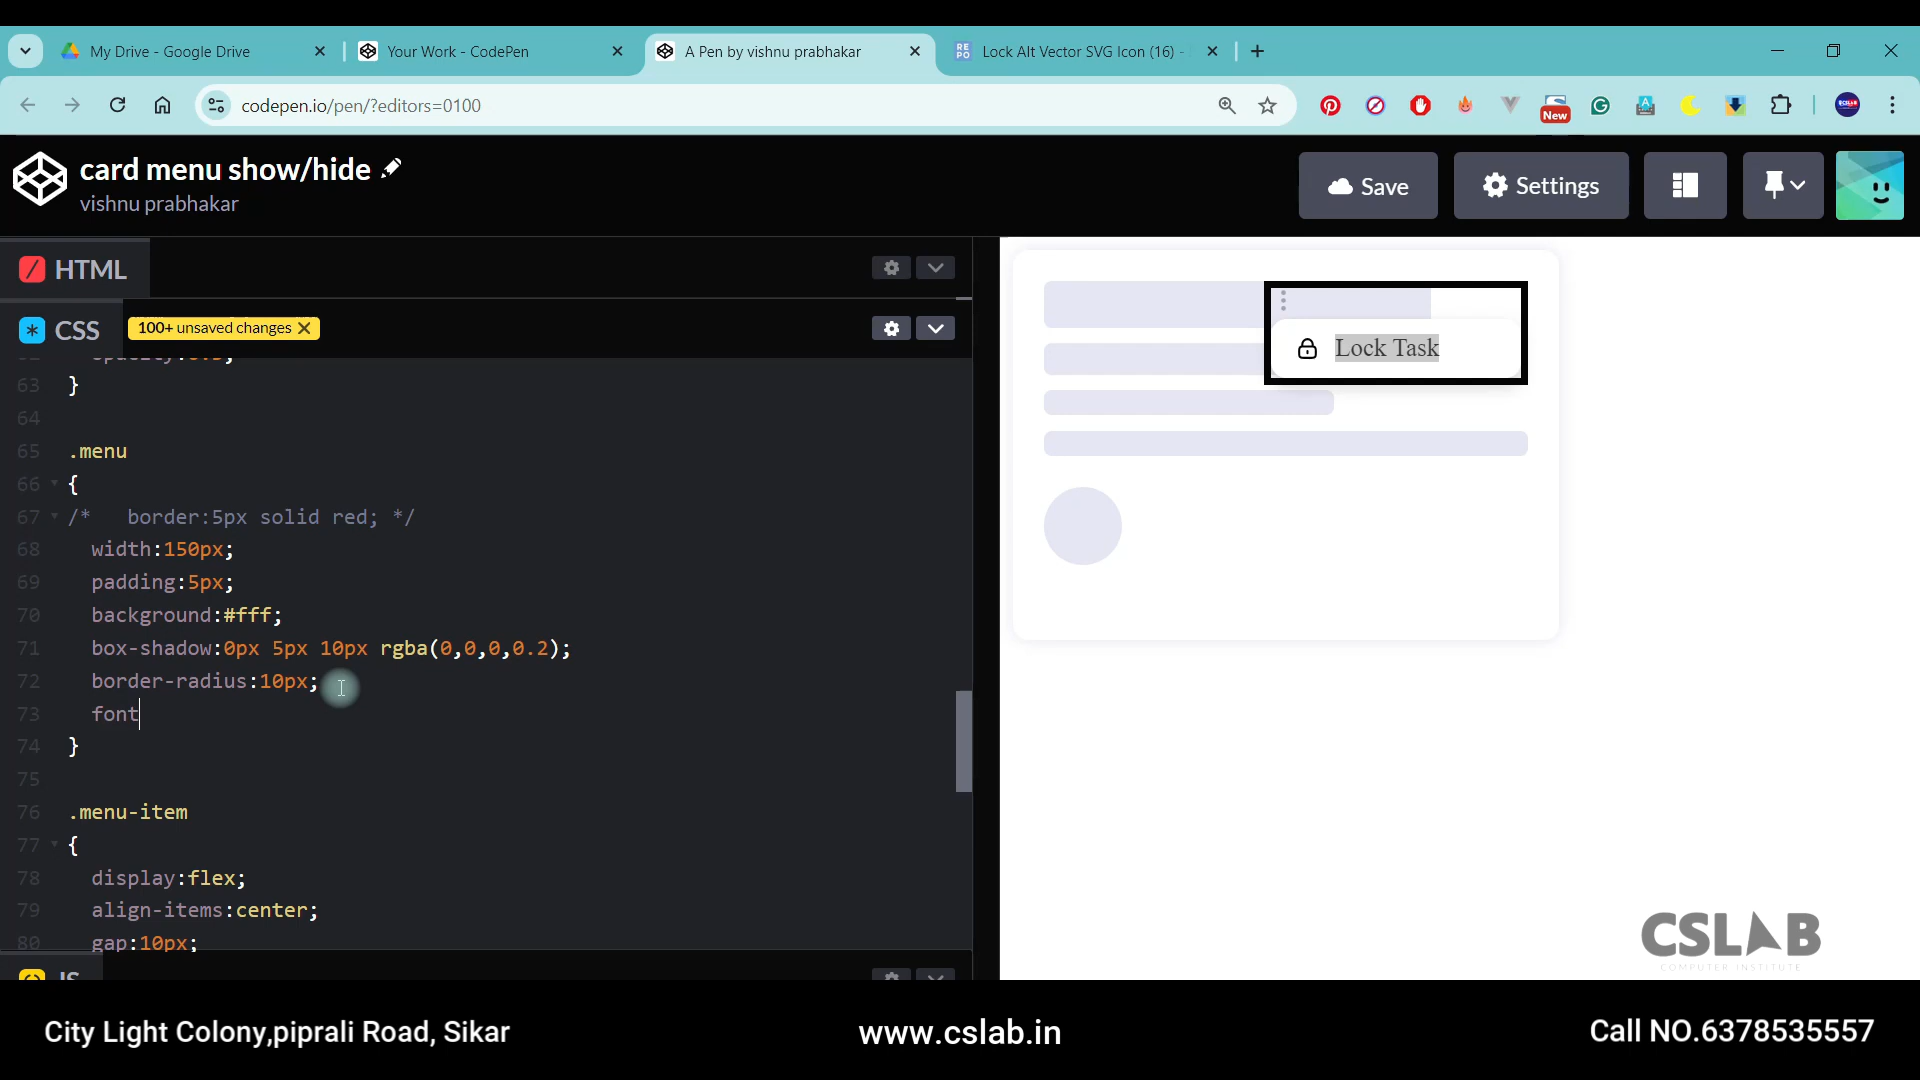 My Drive - Google Drive
Your Work - CodePen
A Pen by vishnu prabhakar
RE
PO
Lock Alt Vector SVG Icon (16) -
codepen.io/pen/?editors=0100
New
card menu show/hide
vishnu prabhakar
Save
Settings
HTML
CSS
100+ unsaved changes
63 }
64
65 .menu
66 {
67 /* border:5px solid red; */
68 width:150px;
69 padding:5px;
70 background:#fff;
71 box-shadow:0px 5px 10px rgba(0,0,0,0.2);
72 border-radius:10px;
73 font
74 }
75
76 .menu-item
77 {
78 display:flex;
79 align-items:center;
80 gap:10px;
JS
Lock Task
CSLAB
COMPUTER INSTITUTE
City Light Colony,piprali Road, Sikar
www.cslab.in
Call NO.6378535557